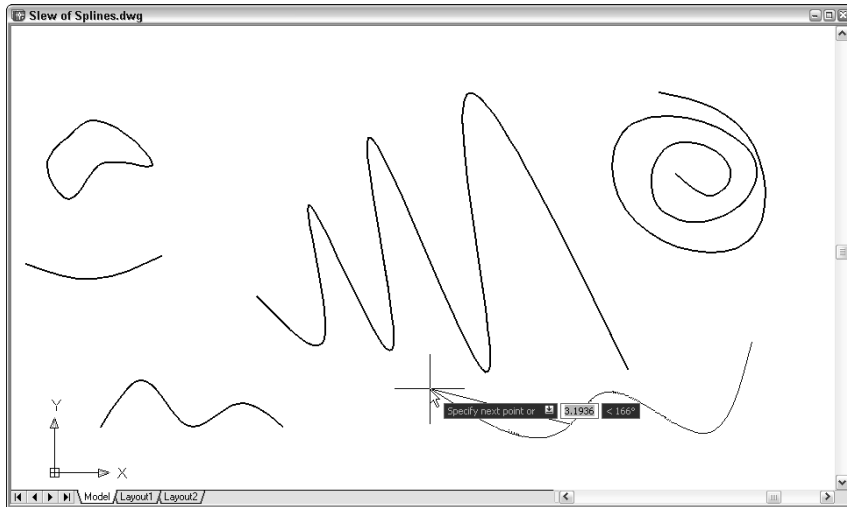 Slew of Splines.dwg
Specify next point or 3.1936 < 166°
Y
X
Model Layout1 Layout2